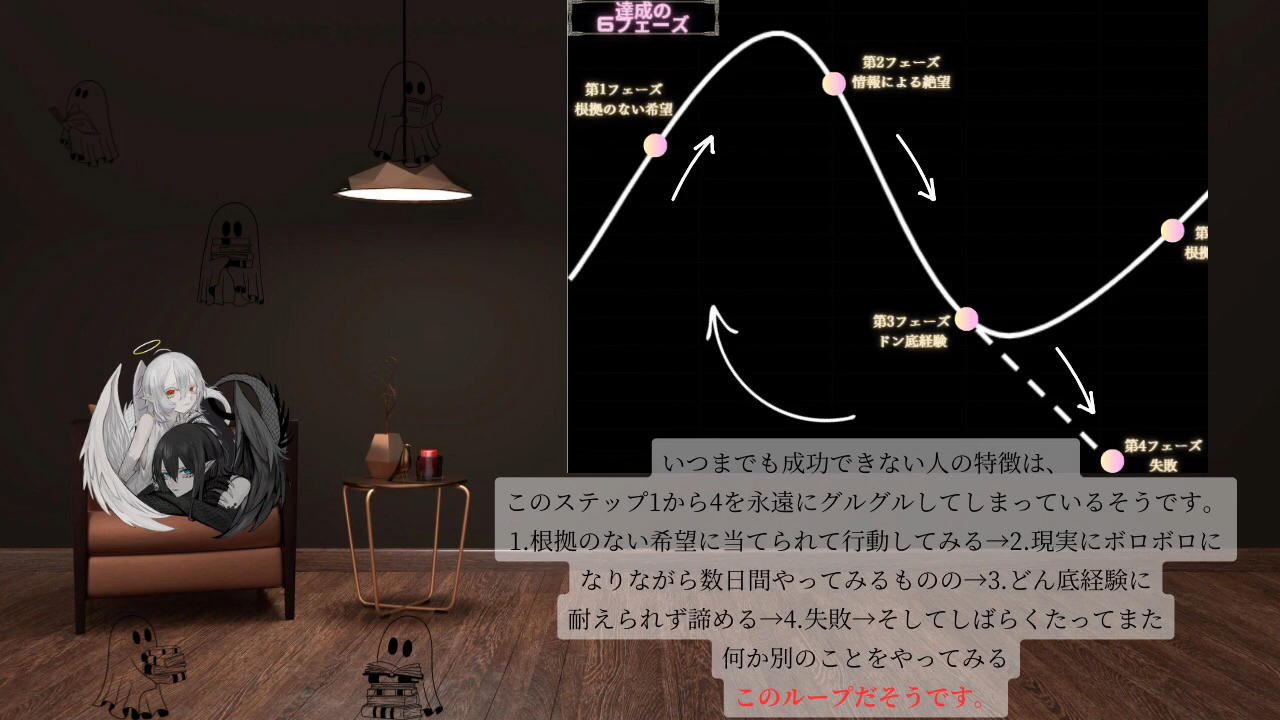 達成の
6フェーズ
第1フェーズ
根拠のない希望
第2フェーズ
情報による絶望
第3フェーズ
ドン底経験
第4フェーズ
失敗
第
根拠
いつまでも成功できない人の特徴は、
このステップ1から4を永遠にグルグルしてしまっているそうです。
1.根拠のない希望に当てられて行動してみる→2.現実にボロボロに
なりながら数日間やってみるものの→3.どん底経験に
耐えられず諦める→4.失敗→そしてしばらくたってまた
何か別のことをやってみる
このループだそうです。